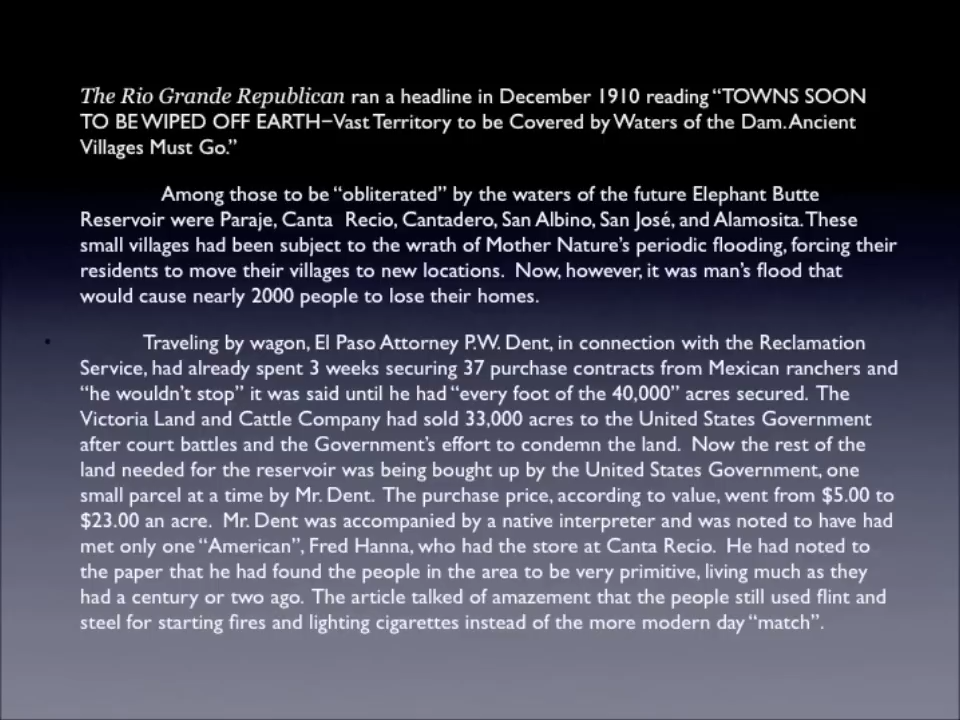 The Rio Grande Republican ran a headline in December 1910 reading “TOWNS SOON
TO BE WIPED OFF EARTH–Vast Territory to be Covered by Waters of the Dam. Ancient
Villages Must Go.”
Among those to be “obliterated” by the waters of the future Elephant Butte
Reservoir were Paraje, Canta Recio, Cantadero, San Albino, San José, and Alamosita. These
small villages had been subject to the wrath of Mother Nature’s periodic flooding, forcing their
residents to move their villages to new locations. Now, however, it was man’s flood that
would cause nearly 2000 people to lose their homes.
Traveling by wagon, El Paso Attorney P.W. Dent, in connection with the Reclamation
Service, had already spent 3 weeks securing 37 purchase contracts from Mexican ranchers and
“he wouldn’t stop” it was said until he had “every foot of the 40,000” acres secured. The
Victoria Land and Cattle Company had sold 33,000 acres to the United States Government
after court battles and the Government’s effort to condemn the land. Now the rest of the
land needed for the reservoir was being bought up by the United States Government, one
small parcel at a time by Mr. Dent. The purchase price, according to value, went from $5.00 to
$23.00 an acre. Mr. Dent was accompanied by a native interpreter and was noted to have had
met only one “American”, Fred Hanna, who had the store at Canta Recio. He had noted to
the paper that he had found the people in the area to be very primitive, living much as they
had a century or two ago. The article talked of amazement that the people still used flint and
steel for starting fires and lighting cigarettes instead of the more modern day “match”.